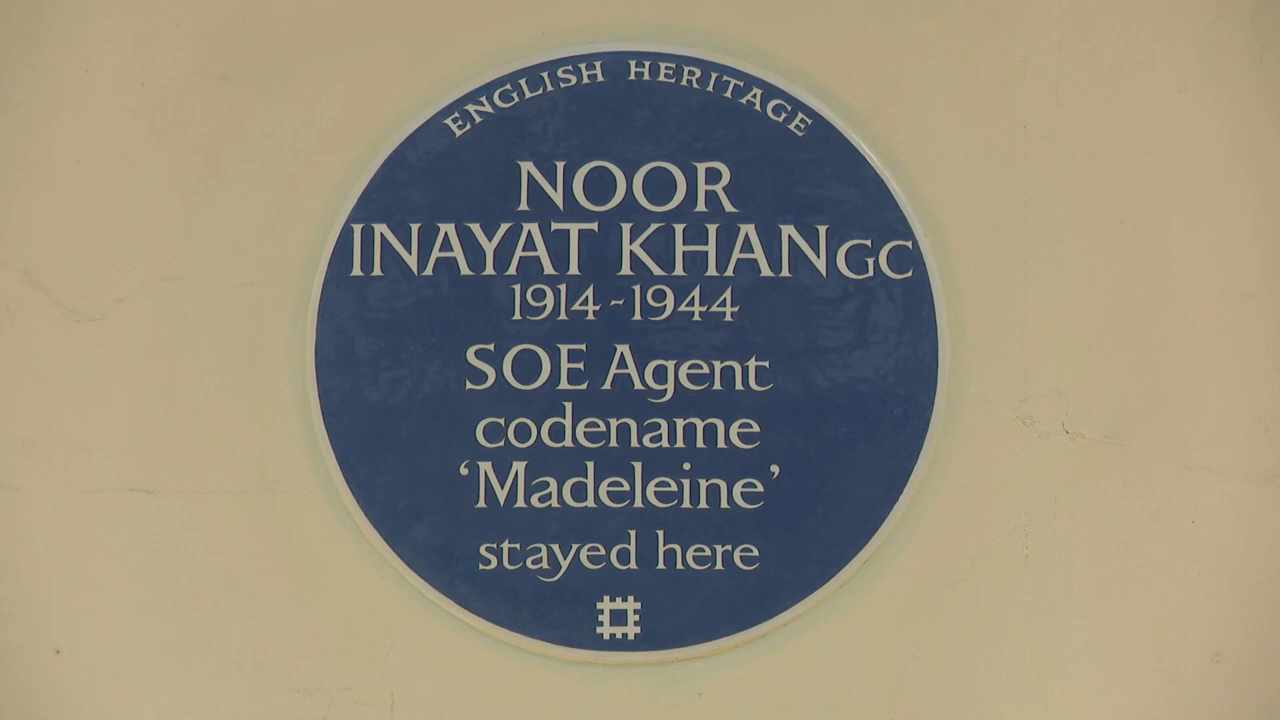 ENGLISH HERITAGE
NOOR
INAYAT KHAN GC
1914-1944
SOE Agent
codename
‘Madeleine’
stayed here